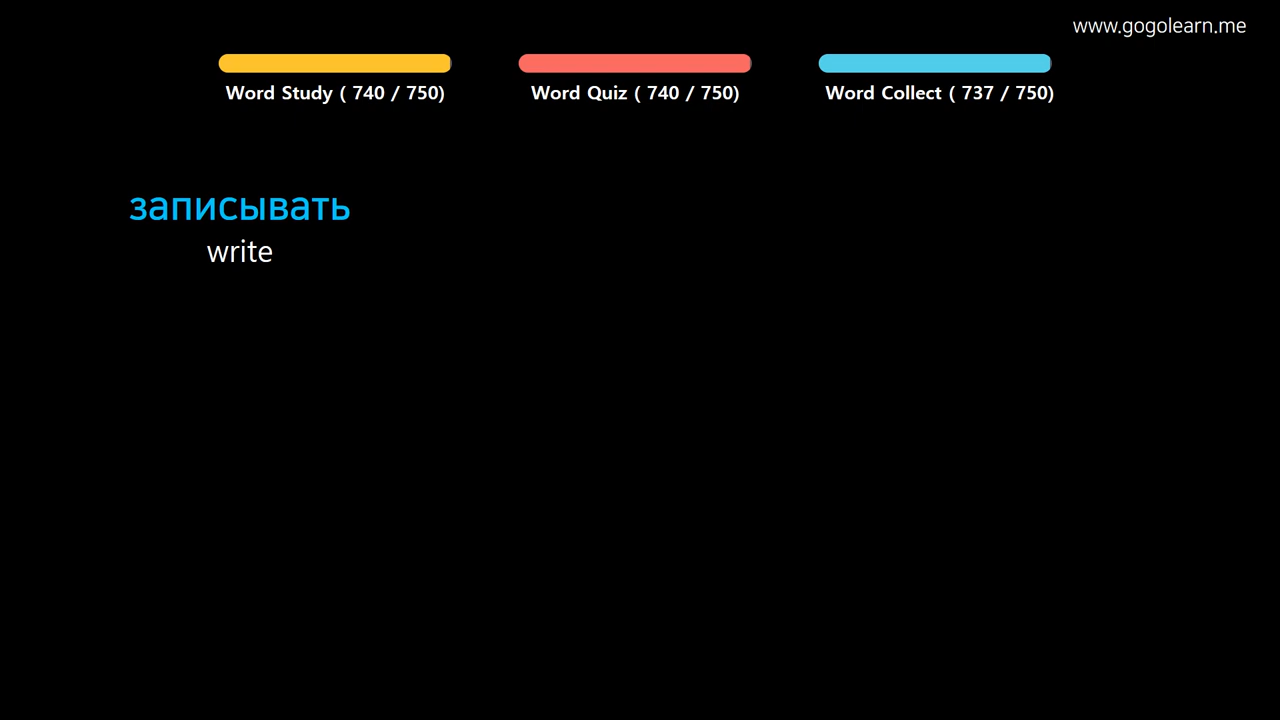 www.gogolearn.me
Word Study ( 740 / 750)
Word Quiz ( 740 / 750)
Word Collect ( 737 / 750)
записывать
write